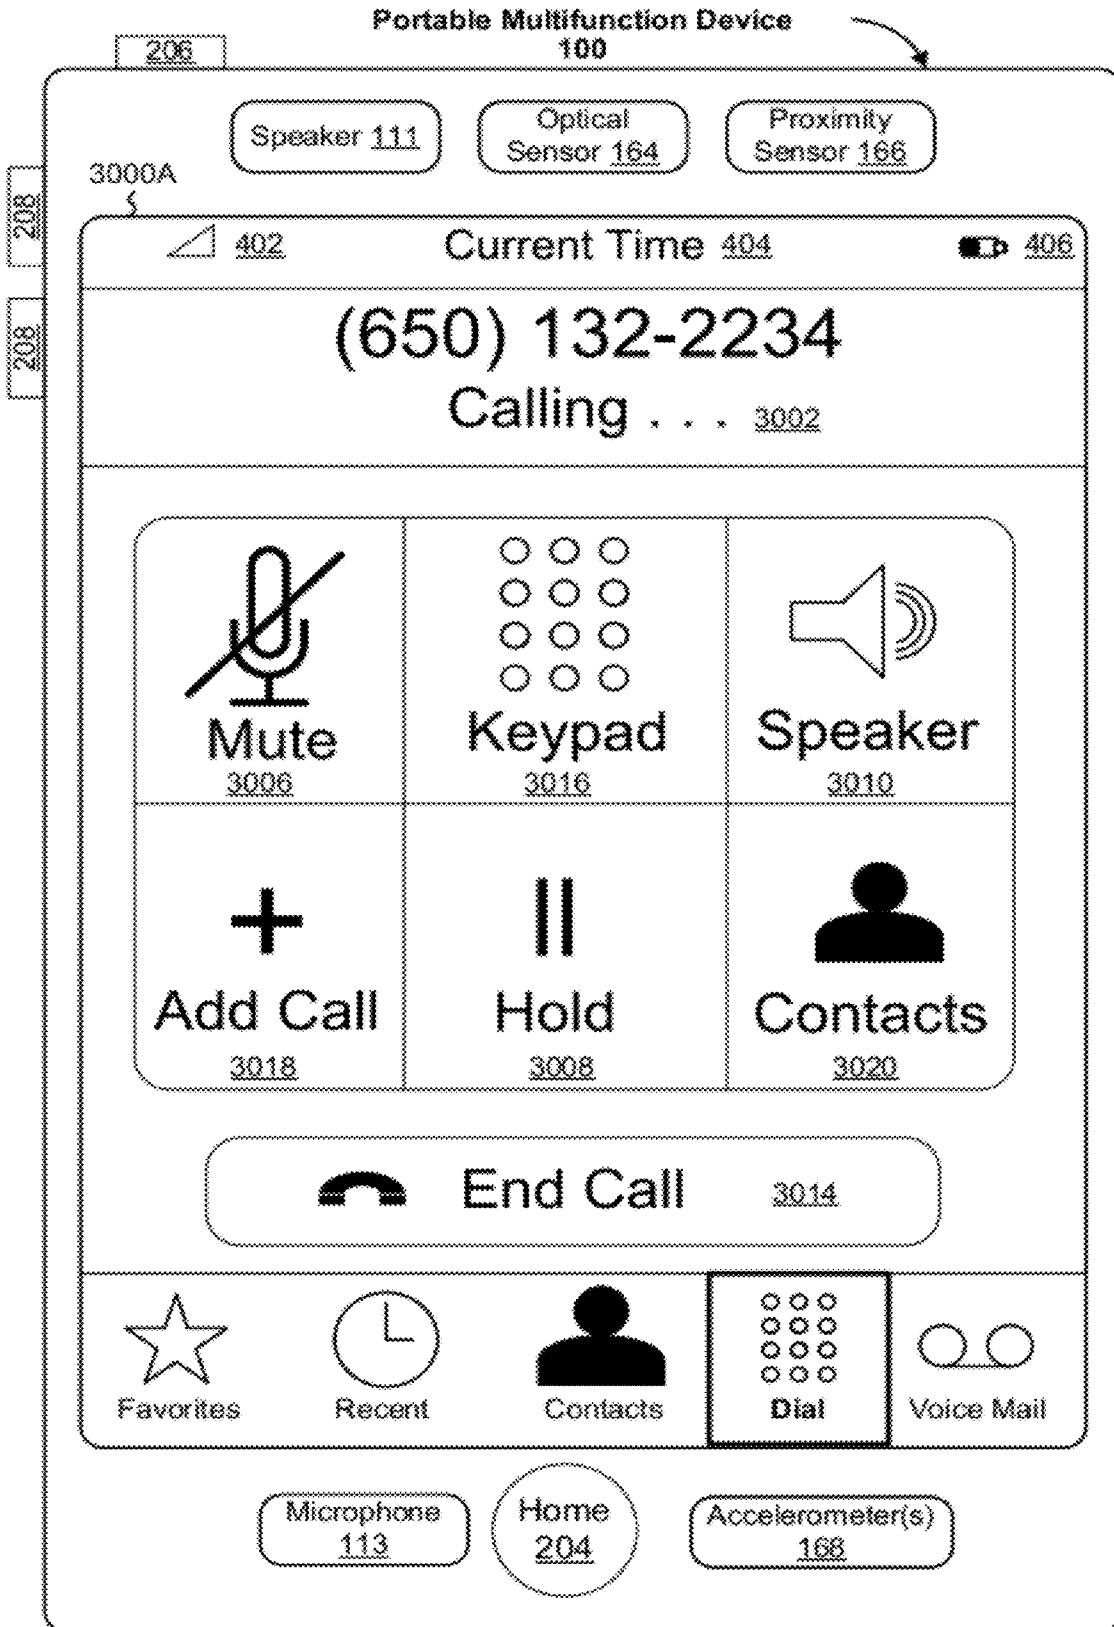 Portable Multifunction Device
100
206
Speaker 111
Optical
Sensor 164
Proximity
Sensor 166
3000A
208
402
Current Time 404
406
(650) 132-2234
208
Calling . . . 3002
Mute
3006
Keypad
3016
Speaker
3010
Add Call
3018
Hold
3008
Contacts
3020
End Call 3014
Favorites
Recent
Contacts
Dial
Voice Mail
Microphone
113
Home
204
Accelerometer(s)
168